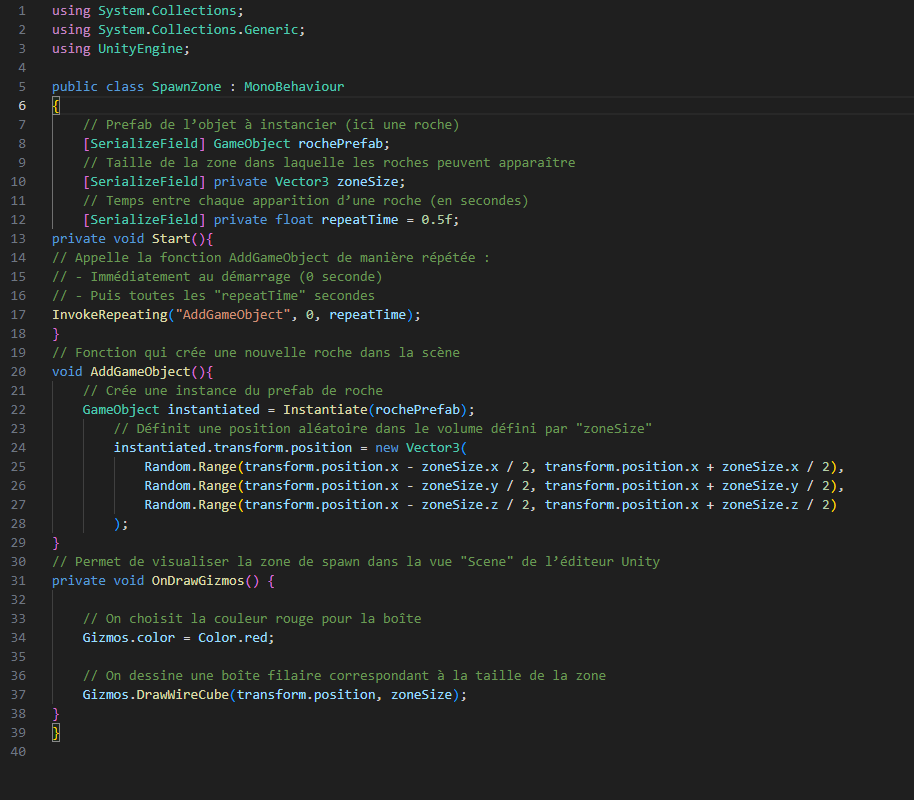 1 using System.Collections;
2 using System.Collections.Generic;
3 using UnityEngine;
4
5 public class SpawnZone : MonoBehaviour
6 {
7 // Prefab de l’objet à instancier (ici une roche)
8 [SerializeField] GameObject rochePrefab;
9 // Taille de la zone dans laquelle les roches peuvent apparaître
10 [SerializeField] private Vector3 zoneSize;
11 // Temps entre chaque apparition d’une roche (en secondes)
12 [SerializeField] private float repeatTime = 0.5f;
13 private void Start(){
14 // Appelle la fonction AddGameObject de manière répétée :
15 // - Immédiatement au démarrage (0 seconde)
16 // - Puis toutes les "repeatTime" secondes
17 InvokeRepeating("AddGameObject", 0, repeatTime);
18 }
19 // Fonction qui crée une nouvelle roche dans la scène
20 void AddGameObject(){
21 // Crée une instance du prefab de roche
22 GameObject instantiated = Instantiate(rochePrefab);
23 // Définit une position aléatoire dans le volume défini par "zoneSize"
24 instantiated.transform.position = new Vector3(
25 Random.Range(transform.position.x - zoneSize.x / 2, transform.position.x + zoneSize.x / 2),
26 Random.Range(transform.position.x - zoneSize.y / 2, transform.position.x + zoneSize.y / 2),
27 Random.Range(transform.position.x - zoneSize.z / 2, transform.position.x + zoneSize.z / 2)
28 );
29 }
30 // Permet de visualiser la zone de spawn dans la vue "Scene" de l’éditeur Unity
31 private void OnDrawGizmos() {
32
33 // On choisit la couleur rouge pour la boîte
34 Gizmos.color = Color.red;
35
36 // On dessine une boîte filaire correspondant à la taille de la zone
37 Gizmos.DrawWireCube(transform.position, zoneSize);
38 }
39 }
40